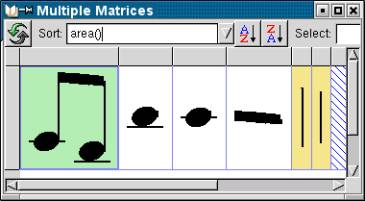 Multiple Matrices
Sort: area() A Z Z A Select: